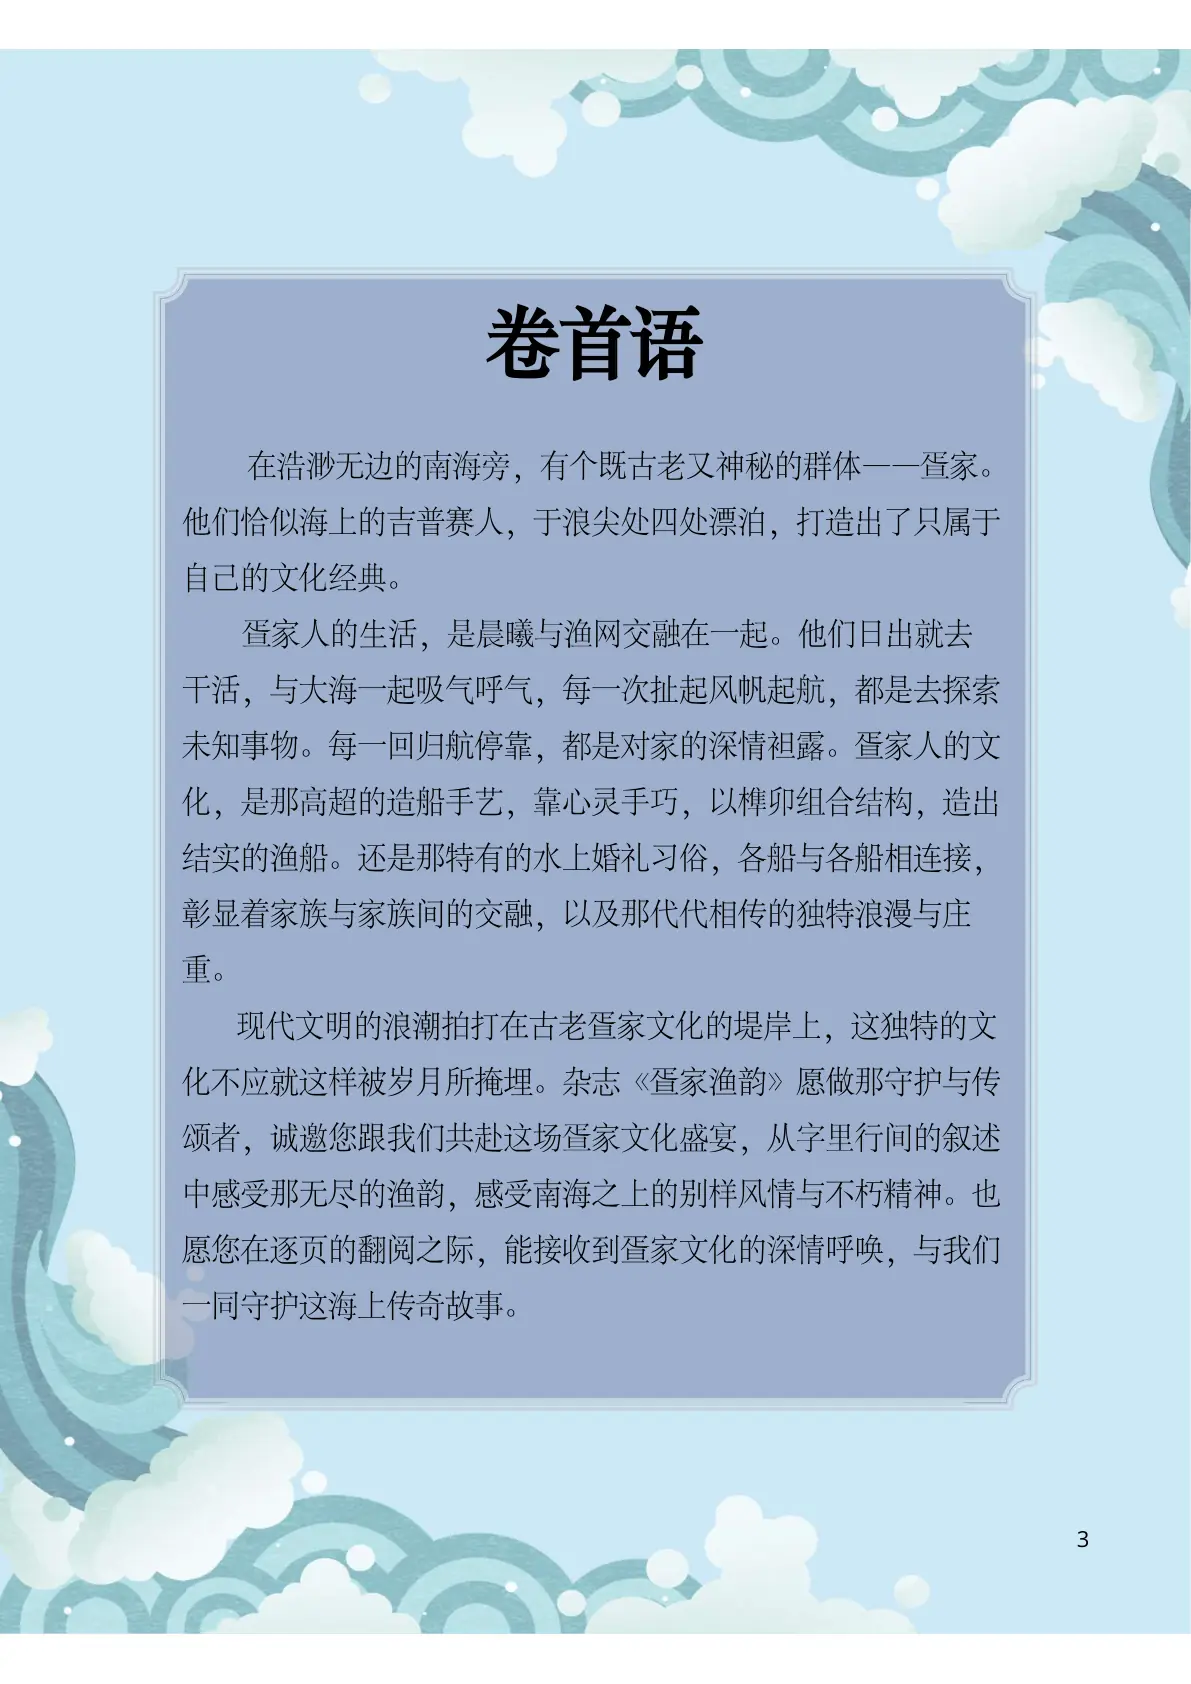 卷首语
在浩渺无边的南海旁，有个既古老又神秘的群体——疍家。
他们恰似海上的吉普赛人，于浪尖处四处漂泊，打造出了只属于
自己的文化经典。
疍家人的生活，是晨曦与渔网交融在一起。他们日出就去
干活，与大海一起吸气呼气，每一次扯起风帆起航，都是去探索
未知事物。每一回归航停靠，都是对家的深情袒露。疍家人的文
化，是那高超的造船手艺，靠心灵手巧，以榫卯组合结构，造出
结实的渔船。还是那特有的水上婚礼习俗，各船与各船相连接，
彰显着家族与家族间的交融，以及那代代相传的独特浪漫与庄
重。
现代文明的浪潮拍打在古老疍家文化的堤岸上，这独特的文
化不应就这样被岁月所掩埋。杂志《疍家渔韵》愿做那守护与传
颂者，诚邀您跟我们共赴这场疍家文化盛宴，从字里行间的叙述
中感受那无尽的渔韵，感受南海之上的别样风情与不朽精神。也
愿您在逐页的翻阅之际，能接收到疍家文化的深情呼唤，与我们
一同守护这海上传奇故事。
3